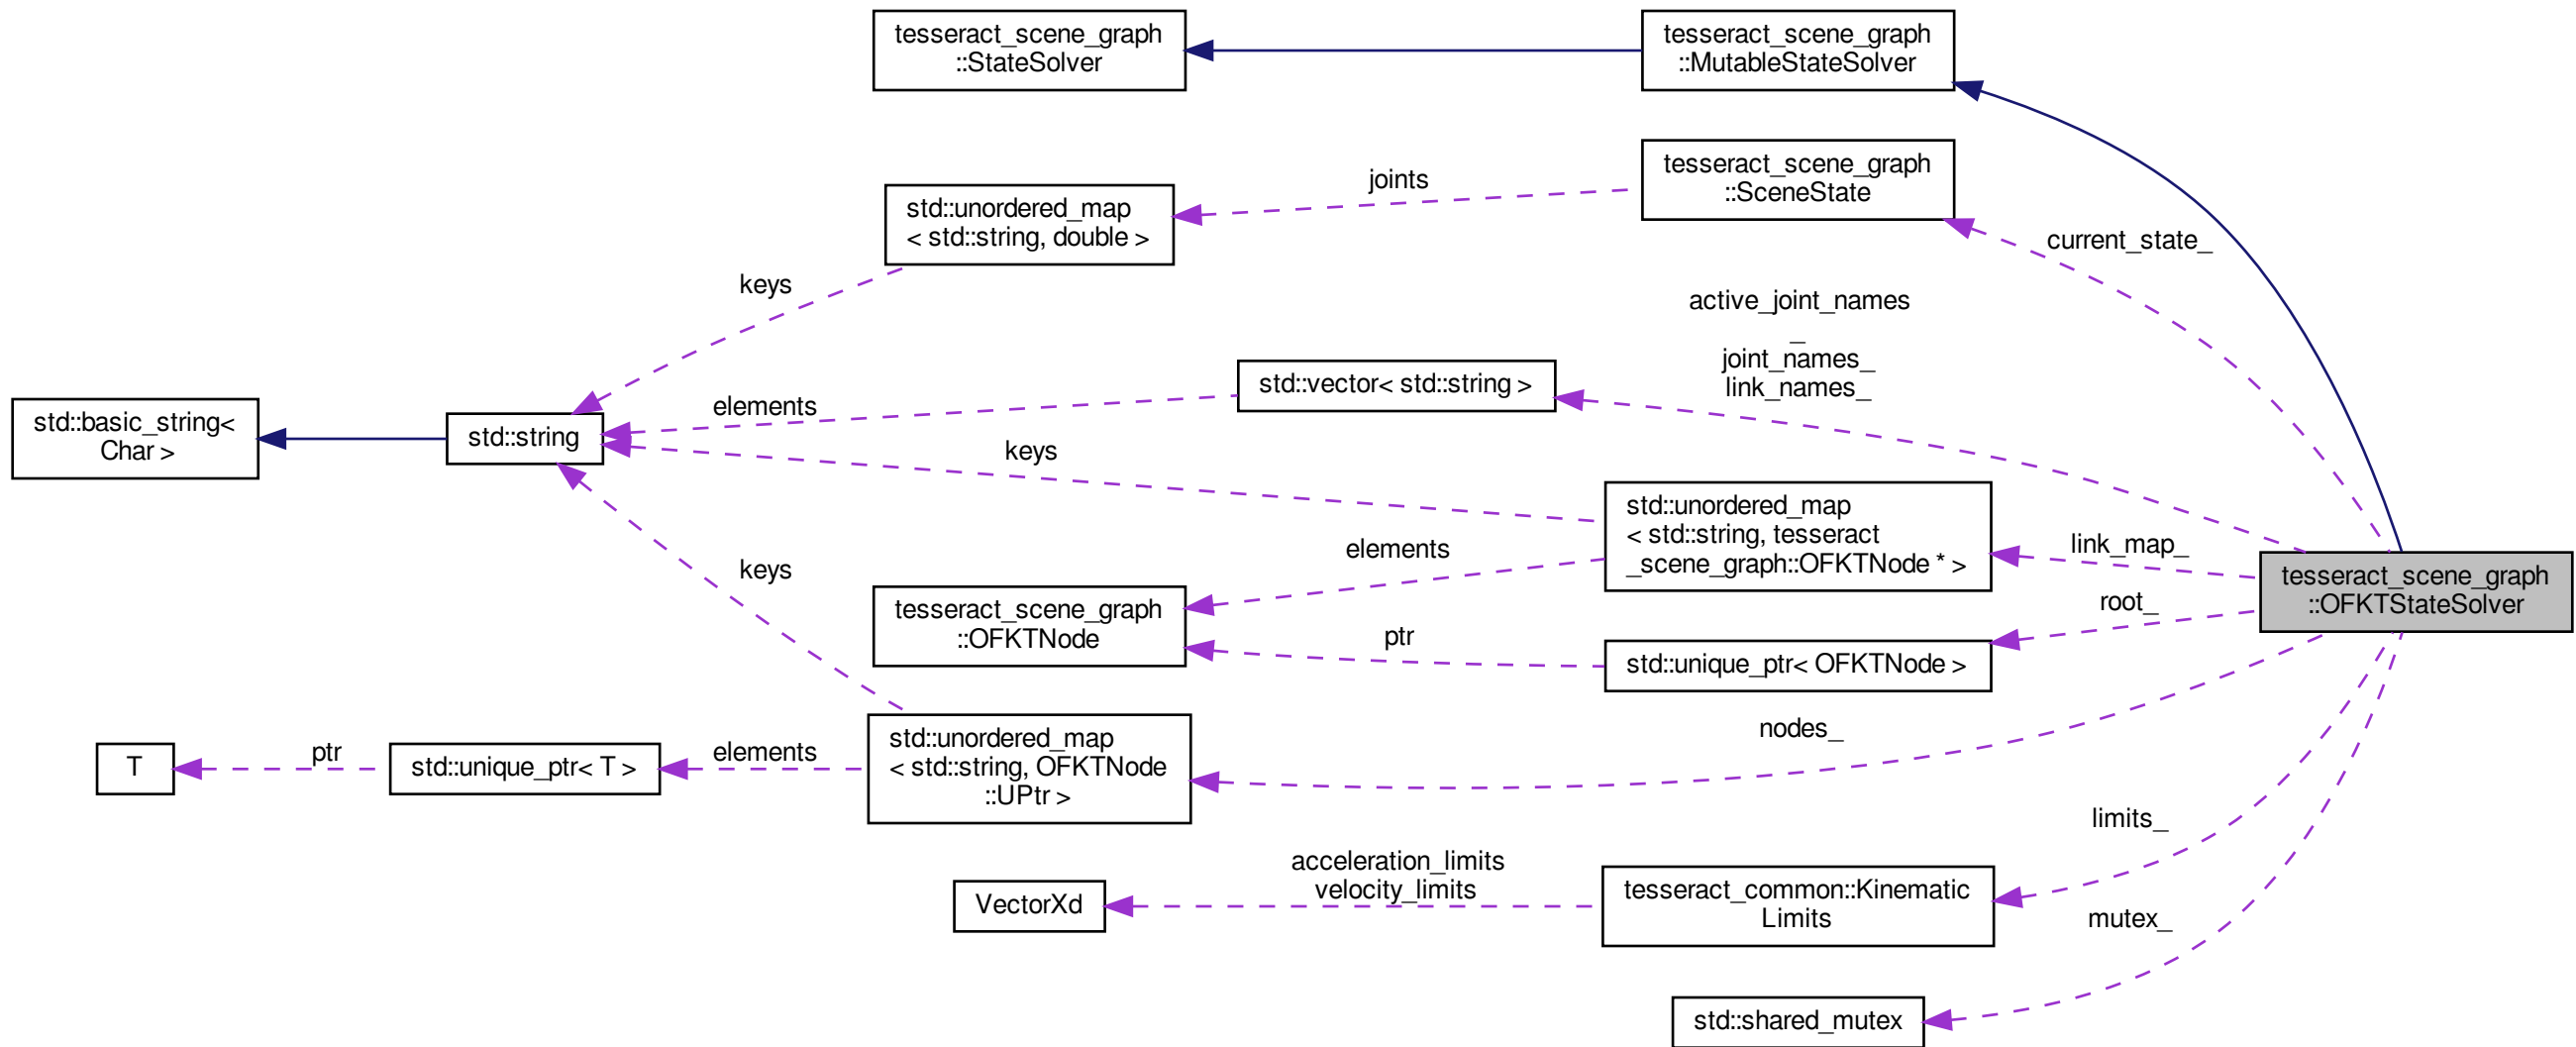 tesseract_scene_graph
::StateSolver
tesseract_scene_graph
::MutableStateSolver
tesseract_scene_graph
::SceneState
joints
std::unordered_map
< std::string, double >
current_state_
keys
active_joint_names
_
joint_names_
link_names_
std::vector< std::string >
elements
std::basic_string<
Char >
std::string
keys
std::unordered_map
< std::string, tesseract
_scene_graph::OFKTNode * >
link_map_
elements
tesseract_scene_graph
::OFKTStateSolver
keys
tesseract_scene_graph
::OFKTNode
root_
ptr
std::unique_ptr< OFKTNode >
nodes_
std::unordered_map
< std::string, OFKTNode
::UPtr >
elements
std::unique_ptr< T >
ptr
T
limits_
acceleration_limits
velocity_limits
tesseract_common::Kinematic
Limits
VectorXd
mutex_
std::shared_mutex